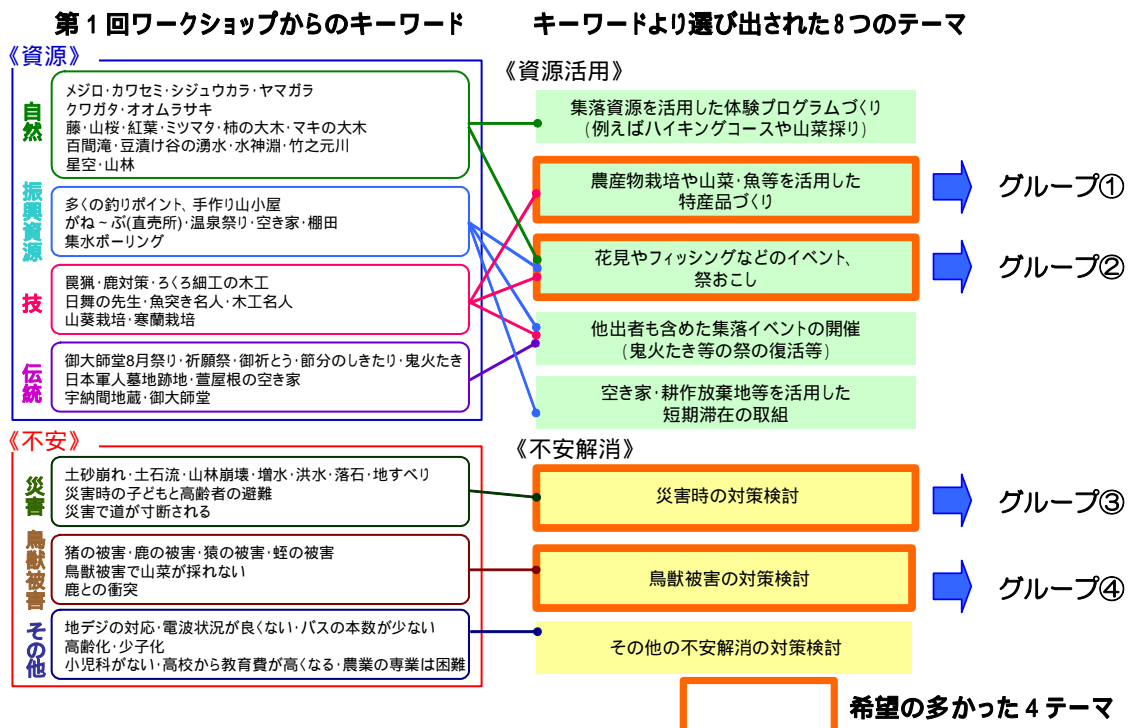 第1回ワークショップからのキーワード
キーワードより選び出された8つのテーマ
《資源》
自然
メジロ・カワセミ・シジュウカラ・ヤマガラ
クワガタ・オオムラサキ
藤・山桜・紅葉・ミツマタ・柿の大木・マキの大木
百間滝・豆漬け谷の湧水・水神淵・竹之元川
星空・山林
振興資源
多くの釣りポイント、手作り山小屋
がね~ぶ(直売所)・温泉祭り・空き家・棚田
集水ボーリング
技
罠猟・鹿対策・ろくろ細工の木工
日舞の先生・魚突き名人・木工名人
山葵栽培・寒蘭栽培
伝統
御大師堂8月祭り・祈願祭・御祈とう・節分のしきたり・鬼火たき
日本軍人墓地跡地・萱屋根の空き家
宇納間地蔵・御大師堂
《資源活用》
集落資源を活用した体験プログラムづくり
(例えばハイキングコースや山菜採り)
農産物栽培や山菜・魚等を活用した
特産品づくり
グループ①
花見やフィッシングなどのイベント、
祭おこし
グループ②
他出者も含めた集落イベントの開催
(鬼火たき等の祭の復活等)
空き家・耕作放棄地等を活用した
短期滞在の取組
《不安》
災害
土砂崩れ・土石流・山林崩壊・増水・洪水・落石・地すべり
災害時の子どもと高齢者の避難
災害で道が寸断される
鳥獣被害
猪の被害・鹿の被害・猿の被害・蛭の被害
鳥獣被害で山菜が採れない
鹿との衝突
その他
地デジの対応・電波状況が良くない・バスの本数が少ない
高齢化・少子化
小児科がない・高校から教育費が高くなる・農業の専業は困難
《不安解消》
災害時の対策検討
グループ③
鳥獣被害の対策検討
グループ④
その他の不安解消の対策検討
希望の多かった4テーマ